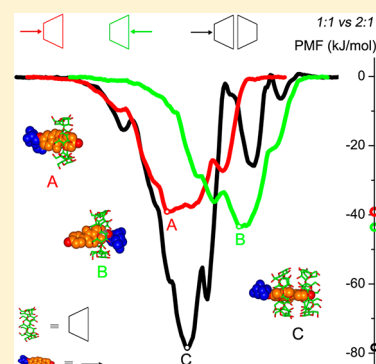 1:1 vs 2:1
PMF (kJ/mol)
0
-20
A
A
-40
B
B
-60
C
=
-80
C
=